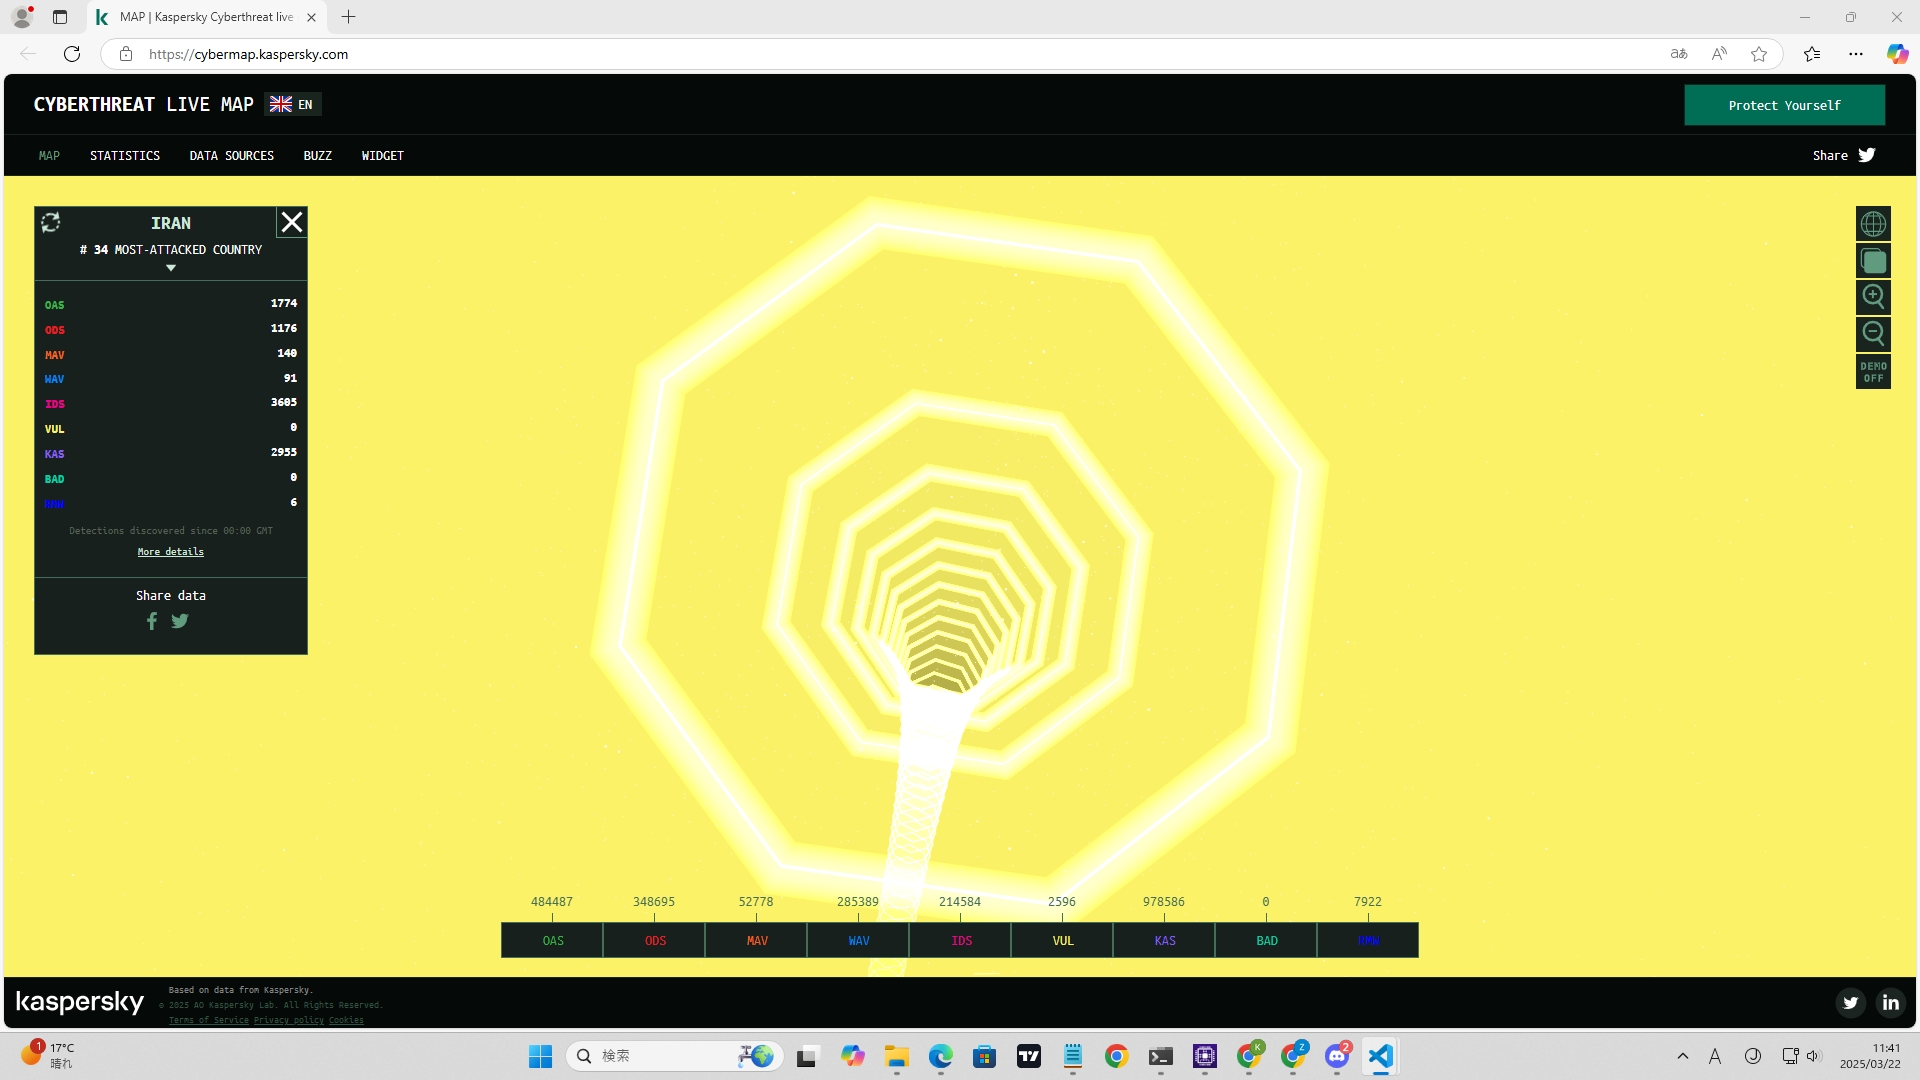 MAP | Kaspersky Cyberthreat live
https://cybermap.kaspersky.com
aあ
CYBERTHREAT LIVE MAP EN
Protect Yourself
MAP STATISTICS DATA SOURCES BUZZ WIDGET
Share
IRAN
# 34 MOST-ATTACKED COUNTRY
OAS 1774
ODS 1176
MAV 140
WAV 91
IDS 3605
VUL 0
KAS 2955
BAD 0
RMW 6
Detections discovered since 00:00 GMT
More details
Share data
DEMO
OFF
484487 348695 52778 285389 214584 2596 978586 0 7922
OAS ODS MAV WAV IDS VUL KAS BAD RMW
kaspersky
Based on data from Kaspersky.
© 2025 AO Kaspersky Lab. All Rights Reserved.
Terms of Service Privacy policy Cookies
1
17°C
晴れ
検索
K
Z
2
A
11:41
2025/03/22